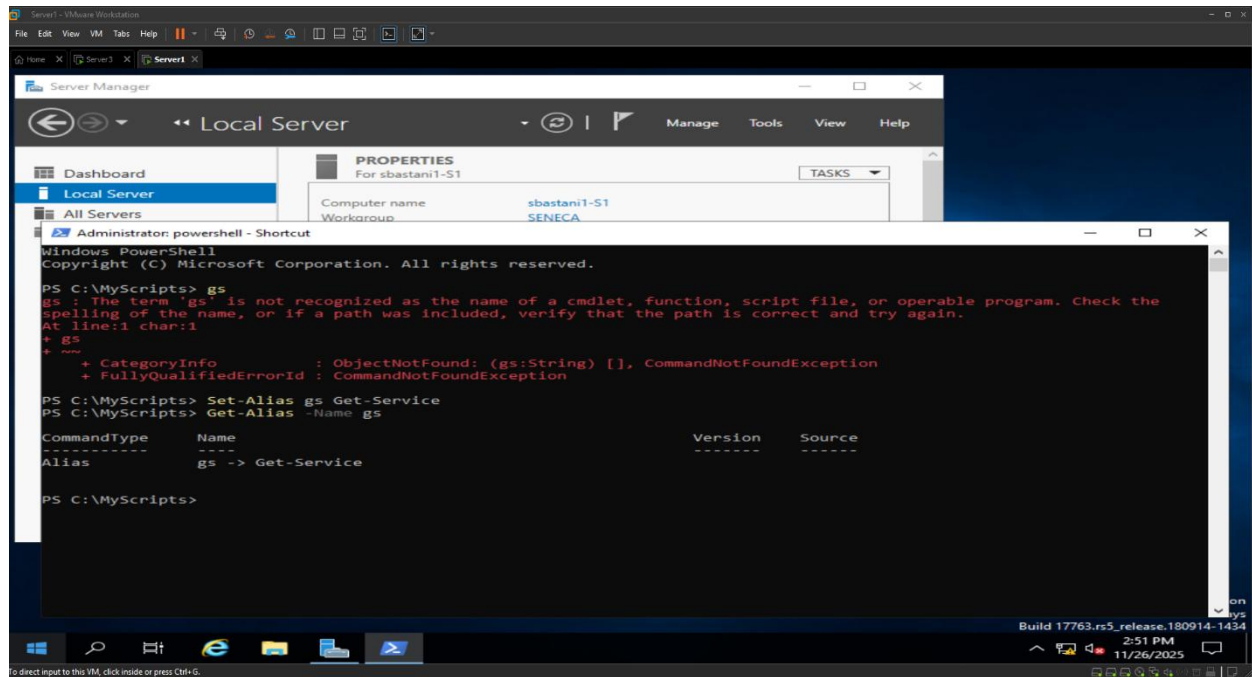 Server1 - VMware Workstation
File Edit View VM Tabs Help
Home Server3 Server1
Server Manager
Local Server
Manage Tools View Help
Dashboard
Local Server
All Servers
PROPERTIES
For sbastani1-S1
TASKS
Computer name sbastani1-S1
Workgroup SENECA
Administrator: powershell - Shortcut
Windows PowerShell
Copyright (C) Microsoft Corporation. All rights reserved.
PS C:\MyScripts> gs
gs : The term 'gs' is not recognized as the name of a cmdlet, function, script file, or operable program. Check the
spelling of the name, or if a path was included, verify that the path is correct and try again.
At line:1 char:1
+ gs
+ ~~
+ CategoryInfo : ObjectNotFound: (gs:String) [], CommandNotFoundException
+ FullyQualifiedErrorId : CommandNotFoundException
PS C:\MyScripts> Set-Alias gs Get-Service
PS C:\MyScripts> Get-Alias -Name gs
CommandType Name Version Source
----------- ---- ------- ------
Alias gs -> Get-Service
PS C:\MyScripts>
on
ys
Build 17763.rs5_release.180914-1434
2:51 PM
11/26/2025
To direct input to this VM, click inside or press Ctrl+G.